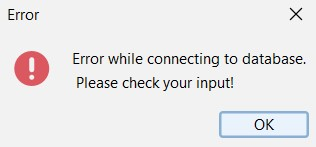 Error
Error while connecting to database.
Please check your input!
OK